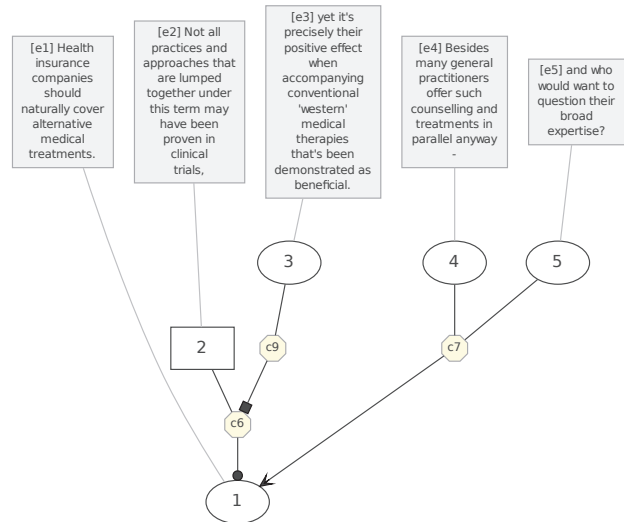 [e1] Health
insurance
companies
should
naturally cover
alternative
medical
treatments.
[e2] Not all
practices and
approaches that
are lumped
together under
this term may
have been
proven in
clinical
trials,
[e3] yet it's
precisely their
positive effect
when
accompanying
conventional
'western'
medical
therapies
that's been
demonstrated as
beneficial.
[e4] Besides
many general
practitioners
offer such
counselling and
treatments in
parallel anyway
-
[e5] and who
would want to
question their
broad
expertise?
3
4
5
2
c9
c7
c6
1